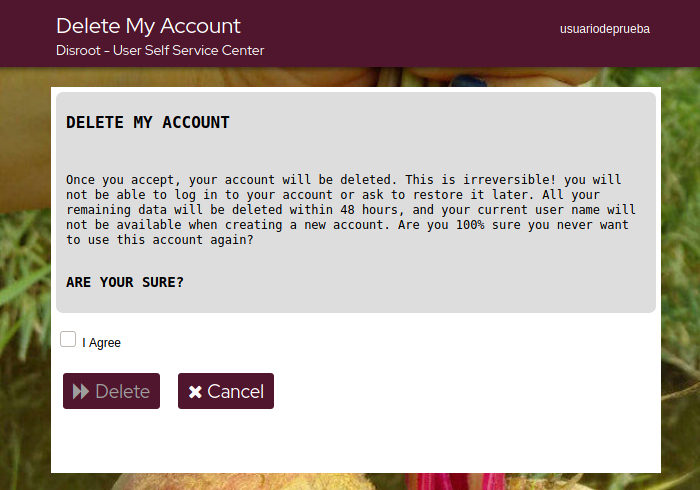 Delete My Account
Disroot - User Self Service Center
usuariodeprueba
DELETE MY ACCOUNT
Once you accept, your account will be deleted. This is irreversible! you will
not be able to log in to your account or ask to restore it later. All your
remaining data will be deleted within 48 hours, and your current user name will
not be available when creating a new account. Are you 100% sure you never want
to use this account again?
ARE YOUR SURE?
I Agree
Delete
Cancel